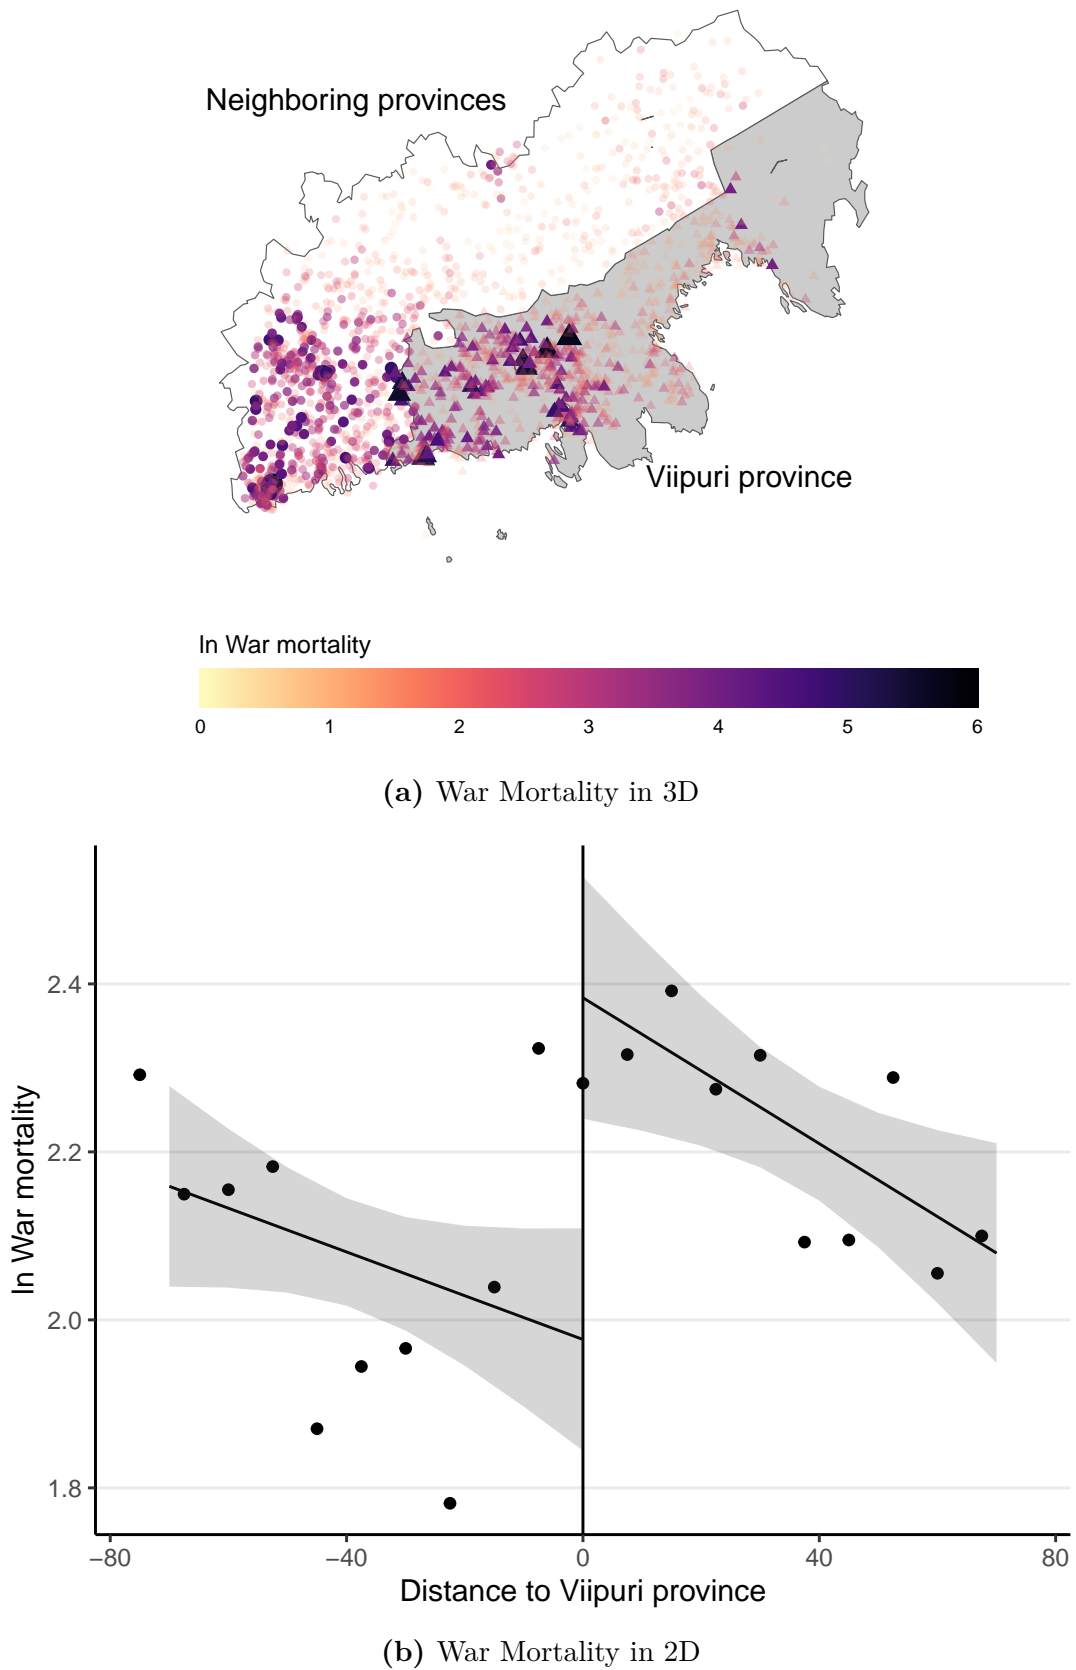 Neighboring provinces
Viipuri province
ln War mortality
0 1 2 3 4 5 6
(a) War Mortality in 3D
ln War mortality
2.4
2.2
2.0
1.8
−80 −40 0 40 80
Distance to Viipuri province
(b) War Mortality in 2D